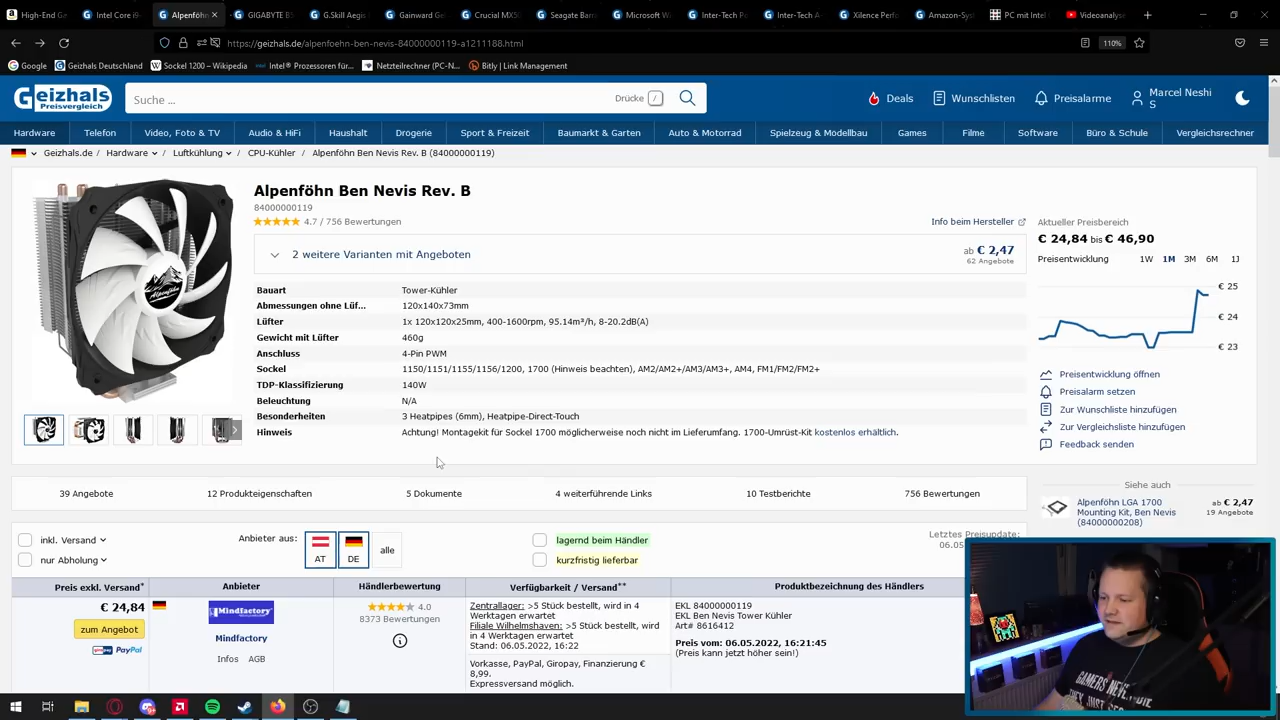 High-End G
Intel Core i9-
Alpenföhn
GIGABYTE B
G.Skill Aegis
Gainward Ge
Crucial MX50
Seagate Barr
Microsoft Wi
Inter-Tech Pa
Inter-Tech A
Xilence Perfo
Amazon-Sys
PC mit Intel
Videoanalyse
https://geizhals.de/alpenfoehn-ben-nevis-84000000119-a1211188.html
110%
Google
Geizhals Deutschland
Sockel 1200 – Wikipedia
Intel® Prozessoren für...
Netzteilrechner (PC-N...
Bitly | Link Management
Geizhals
Preisvergleich
Suche ...
Drücke /
Deals
Wunschlisten
Preisalarme
Marcel Neshi
S
Hardware
Telefon
Video, Foto & TV
Audio & HiFi
Haushalt
Drogerie
Sport & Freizeit
Baumarkt & Garten
Auto & Motorrad
Spielzeug & Modellbau
Games
Filme
Software
Büro & Schule
Vergleichsrechner
Geizhals.de / Hardware / Luftkühlung / CPU-Kühler / Alpenföhn Ben Nevis Rev. B (84000000119)
Alpenföhn Ben Nevis Rev. B
84000000119
4.7 / 756 Bewertungen
Info beim Hersteller
2 weitere Varianten mit Angeboten
ab € 2,47
62 Angebote
Bauart Tower-Kühler
Abmessungen ohne Lüf... 120x140x73mm
Lüfter 1x 120x120x25mm, 400-1600rpm, 95.14m³/h, 8-20.2dB(A)
Gewicht mit Lüfter 460g
Anschluss 4-Pin PWM
Sockel 1150/1151/1155/1156/1200, 1700 (Hinweis beachten), AM2/AM2+/AM3/AM3+, AM4, FM1/FM2/FM2+
TDP-Klassifizierung 140W
Beleuchtung N/A
Besonderheiten 3 Heatpipes (6mm), Heatpipe-Direct-Touch
Hinweis Achtung! Montagekit für Sockel 1700 möglicherweise noch nicht im Lieferumfang. 1700-Umrüst-Kit kostenlos erhältlich.
Alpenföhn
Aktueller Preisbereich
€ 24,84 bis € 46,90
Preisentwicklung 1W 1M 3M 6M 1J
€ 25
€ 24
€ 23
Preisentwicklung öffnen
Preisalarm setzen
Zur Wunschliste hinzufügen
Zur Vergleichsliste hinzufügen
Feedback senden
39 Angebote
12 Produkteigenschaften
5 Dokumente
4 weiterführende Links
10 Testberichte
756 Bewertungen
Siehe auch
Alpenföhn LGA 1700
Mounting Kit, Ben Nevis
(84000000208)
ab € 2,47
19 Angebote
inkl. Versand
nur Abholung
Anbieter aus:
AT
DE
alle
lagernd beim Händler
kurzfristig lieferbar
Letztes Preisupdate:
06.05
Preis exkl. Versand*
Anbieter
Händlerbewertung
Verfügbarkeit / Versand**
Produktbezeichnung des Händlers
€ 24,84
zum Angebot
PayPal
Mindfactory
Mindfactory
Infos AGB
4.0
8373 Bewertungen
Zentrallager: >5 Stück bestellt, wird in 4
Werktagen erwartet
Filiale Wilhelmshaven: >5 Stück bestellt,
wird in 4 Werktagen erwartet
Stand: 06.05.2022, 16:22
Vorkasse, PayPal, Giropay, Finanzierung €
8,99.
Expressversand möglich.
EKL 84000000119
EKL Ben Nevis Tower Kühler
Art# 8616412
Preis vom: 06.05.2022, 16:21:45
(Preis kann jetzt höher sein!)
GAMERS NEVER DIE
THEY JUST